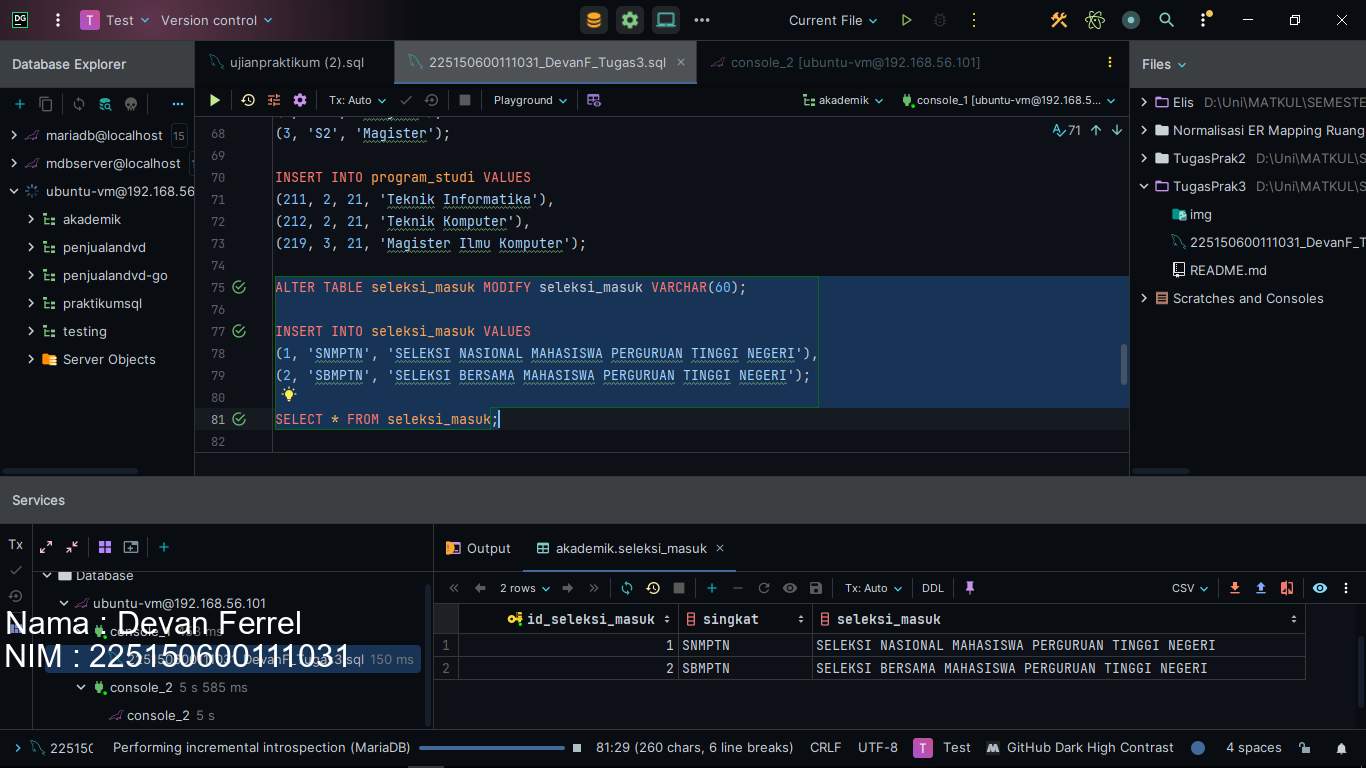 DG
T Test Version control Current File
Database Explorer
ujianpraktikum (2).sql 225150600111031_DevanF_Tugas3.sql console_2 [ubuntu-vm@192.168.56.101] Files
Tx: Auto Playground akademik console_1 [ubuntu-vm@192.168.5...
mariadb@localhost 15
mdbserver@localhost
ubuntu-vm@192.168.56
akademik
penjualandvd
penjualandvd-go
praktikumsql
testing
Server Objects
68 (3, 'S2', 'Magister');
71
69
70 INSERT INTO program_studi VALUES
71 (211, 2, 21, 'Teknik Informatika'),
72 (212, 2, 21, 'Teknik Komputer'),
73 (219, 3, 21, 'Magister Ilmu Komputer');
74
75 ALTER TABLE seleksi_masuk MODIFY seleksi_masuk VARCHAR(60);
76
77 INSERT INTO seleksi_masuk VALUES
78 (1, 'SNMPTN', 'SELEKSI NASIONAL MAHASISWA PERGURUAN TINGGI NEGERI'),
79 (2, 'SBMPTN', 'SELEKSI BERSAMA MAHASISWA PERGURUAN TINGGI NEGERI');
80
81 SELECT * FROM seleksi_masuk;
82
Elis D:\Uni\MATKUL\SEMESTE
Normalisasi ER Mapping Ruang
TugasPrak2 D:\Uni\MATKUL\S
TugasPrak3 D:\Uni\MATKUL\S
img
225150600111031_DevanF_T
README.md
Scratches and Consoles
Services
Tx
Database
ubuntu-vm@192.168.56.101
console_1
Nama : Devan Ferrel
225150600111031_DevanF_Tugas3.sql 150 ms
NIM : 225150600111031
console_2 5 s 585 ms
console_2 5 s
Output akademik.seleksi_masuk
2 rows Tx: Auto DDL CSV
id_seleksi_masuk singkat seleksi_masuk
1 1 SNMPTN SELEKSI NASIONAL MAHASISWA PERGURUAN TINGGI NEGERI
2 2 SBMPTN SELEKSI BERSAMA MAHASISWA PERGURUAN TINGGI NEGERI
22515 Performing incremental introspection (MariaDB) 81:29 (260 chars, 6 line breaks) CRLF UTF-8 T Test GitHub Dark High Contrast 4 spaces